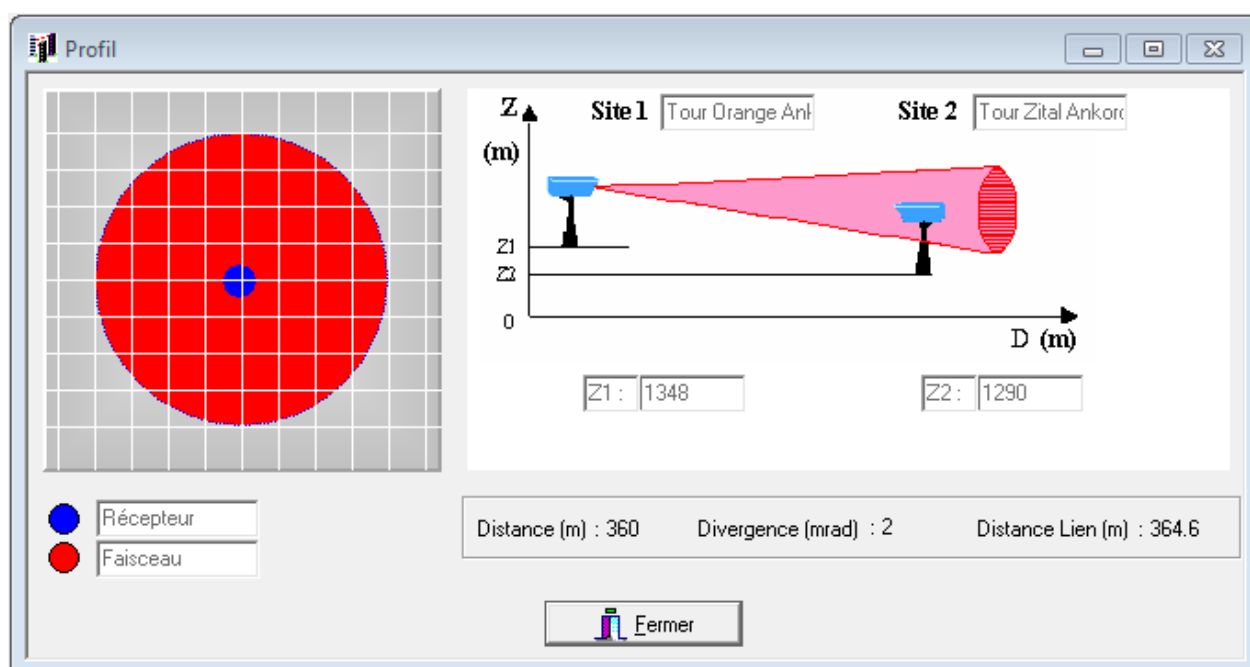 Profil
Z
(m)
Site 1 Tour Orange Ank
Site 2 Tour Zital Ankoro
Z1
Z2
0
D (m)
Z1 : 1348
Z2 : 1290
Récepteur
Faisceau
Distance (m) : 360 Divergence (mrad) : 2 Distance Lien (m) : 364.6
Fermer